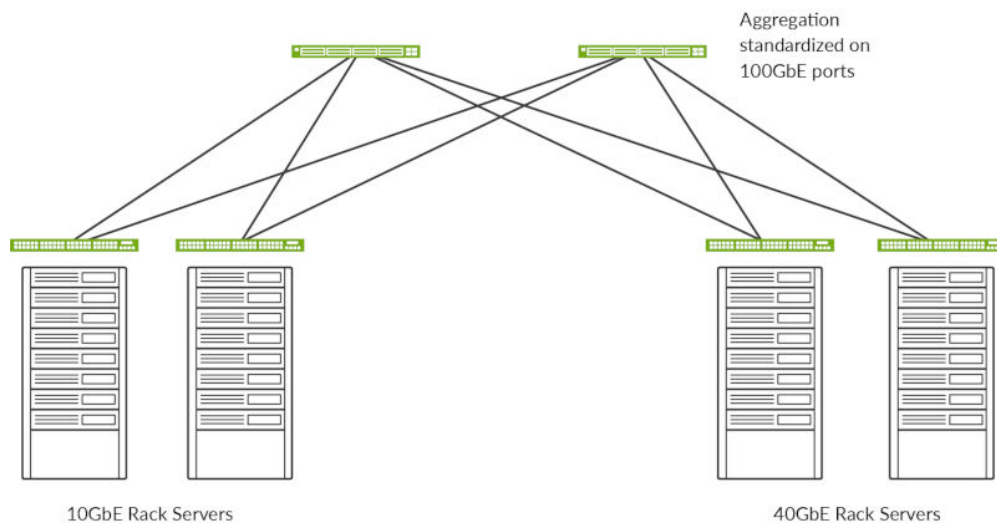 Aggregation
standardized on
100GbE ports
10GbE Rack Servers
40GbE Rack Servers